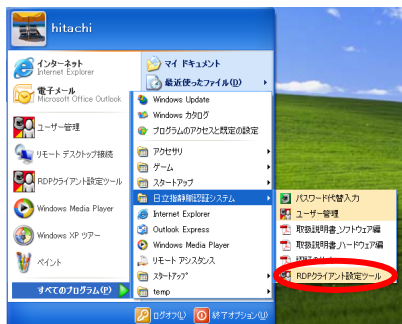 hitachi
インターネット
Internet Explorer
電子メール
Microsoft Office Outlook
ユーザー管理
リモート デスクトップ接続
RDPクライアント設定ツール
Windows Media Player
Windows XP ツアー
ペイント
すべてのプログラム(P)
マイ ドキュメント
最近使ったファイル(D)
Windows Update
Windows カタログ
プログラムのアクセスと既定の設定
アクセサリ
ゲーム
スタートアップ
日立指静脈認証システム
Internet Explorer
Outlook Express
Windows Media Player
リモート アシスタンス
スタートアップ
temp
パスワード代替入力
ユーザー管理
取扱説明書_ソフトウェア編
取扱説明書_ハードウェア編
RDPクライアント設定ツール
ログオフ(L)
終了オプション(U)